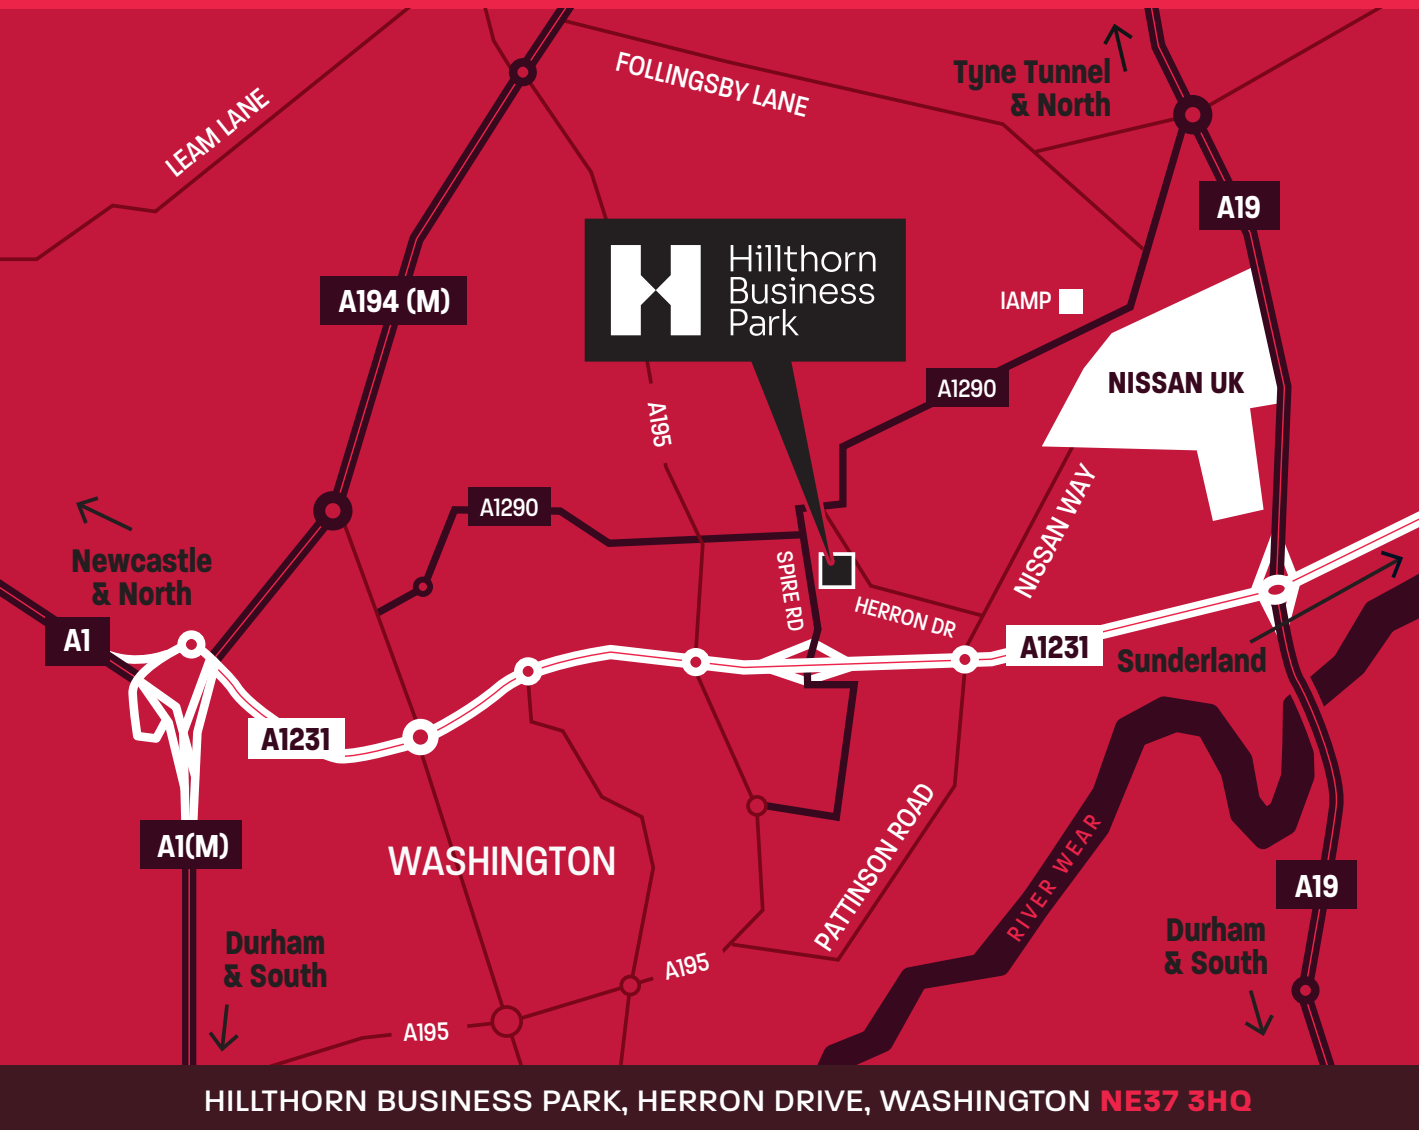 FOLLINGSBY LANE
Tyne Tunnel
& North
LEAM LANE
A19
Hillthorn
Business
Park
A194 (M)
IAMP
NISSAN UK
A1290
A195
A1290
NISSAN WAY
Newcastle
& North
SPIRE RD
HERRON DR
A1
A1231
Sunderland
A1231
A1(M)
WASHINGTON
PATTINSON ROAD
RIVER WEAR
A19
Durham
& South
Durham
& South
A195
A195
HILLTHORN BUSINESS PARK, HERRON DRIVE, WASHINGTON NE37 3HQ